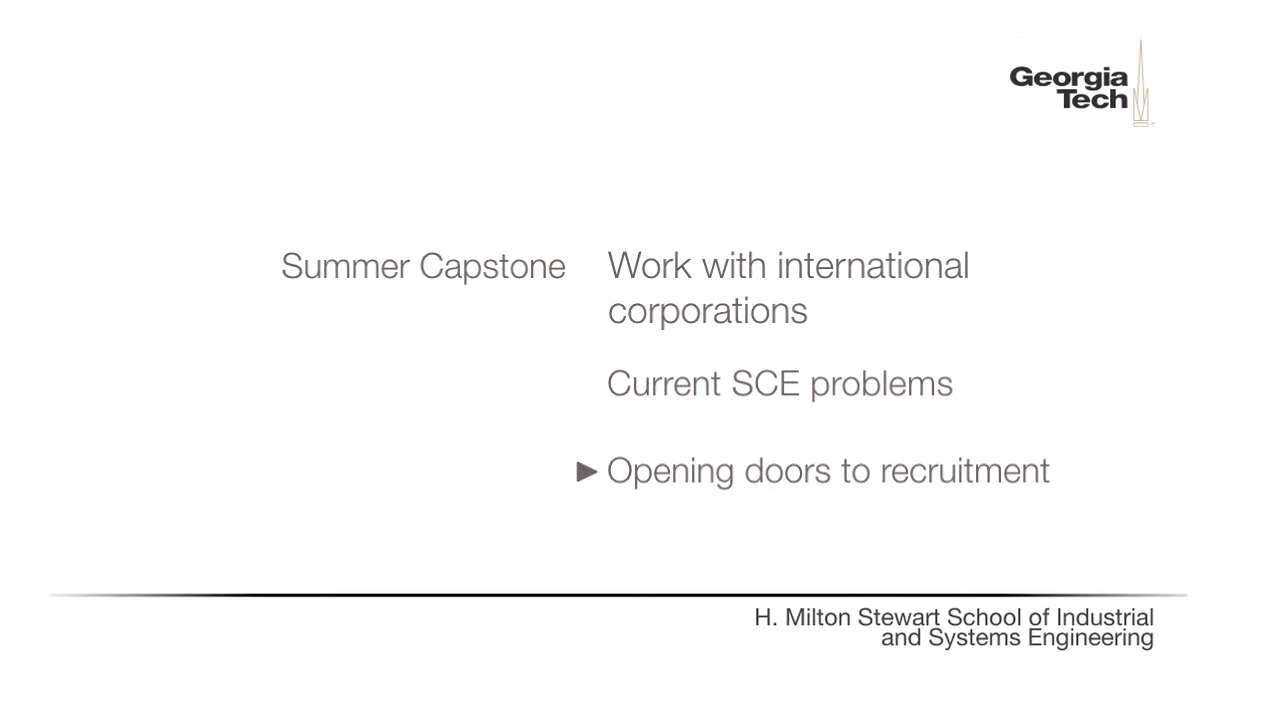 Georgia
Tech
Summer Capstone
Work with international
corporations
Current SCE problems
► Opening doors to recruitment
H. Milton Stewart School of Industrial
and Systems Engineering